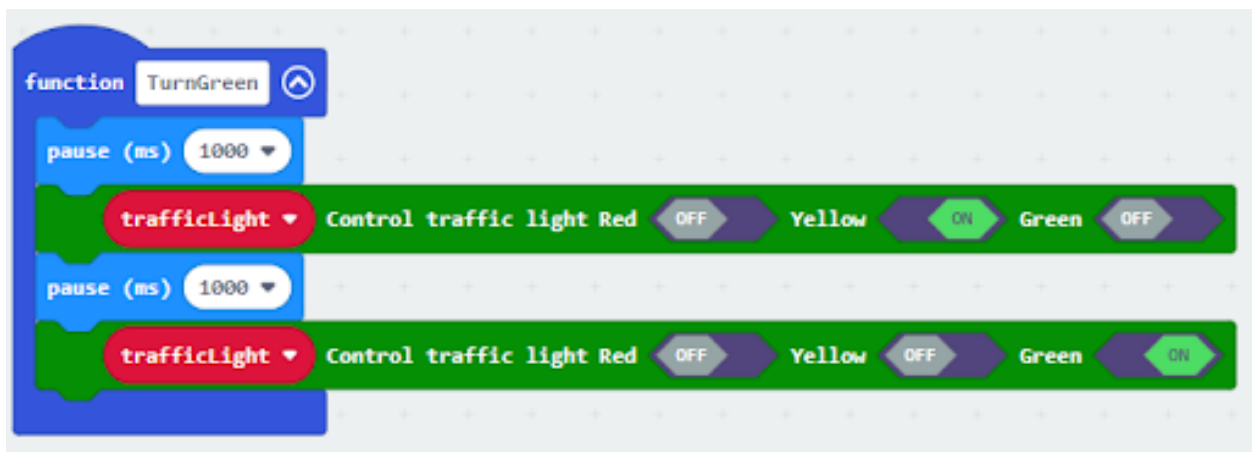 function TurnGreen
pause (ms) 1000
trafficLight Control traffic light Red OFF Yellow ON Green OFF
pause (ms) 1000
trafficLight Control traffic light Red OFF Yellow OFF Green ON